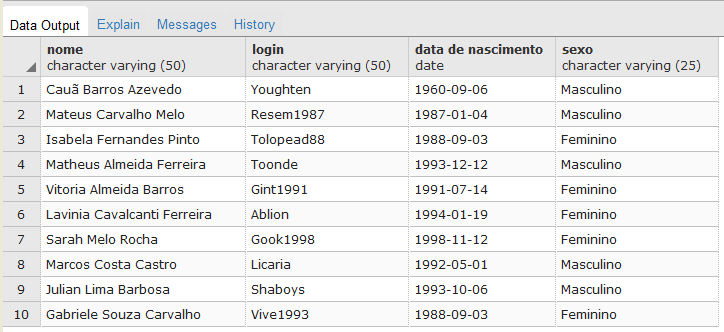 Data Output Explain Messages History
nome login data de nascimento sexo
character varying (50) character varying (50) date character varying (25)
1 Cauã Barros Azevedo Youghten 1960-09-06 Masculino
2 Mateus Carvalho Melo Resem1987 1987-01-04 Masculino
3 Isabela Fernandes Pinto Tolopead88 1988-09-03 Feminino
4 Matheus Almeida Ferreira Toonde 1993-12-12 Masculino
5 Vitoria Almeida Barros Gint1991 1991-07-14 Feminino
6 Lavinia Cavalcanti Ferreira Ablion 1994-01-19 Feminino
7 Sarah Melo Rocha Gook1998 1998-11-12 Feminino
8 Marcos Costa Castro Licaria 1992-05-01 Masculino
9 Julian Lima Barbosa Shaboys 1993-10-06 Masculino
10 Gabriele Souza Carvalho Vive1993 1988-09-03 Feminino